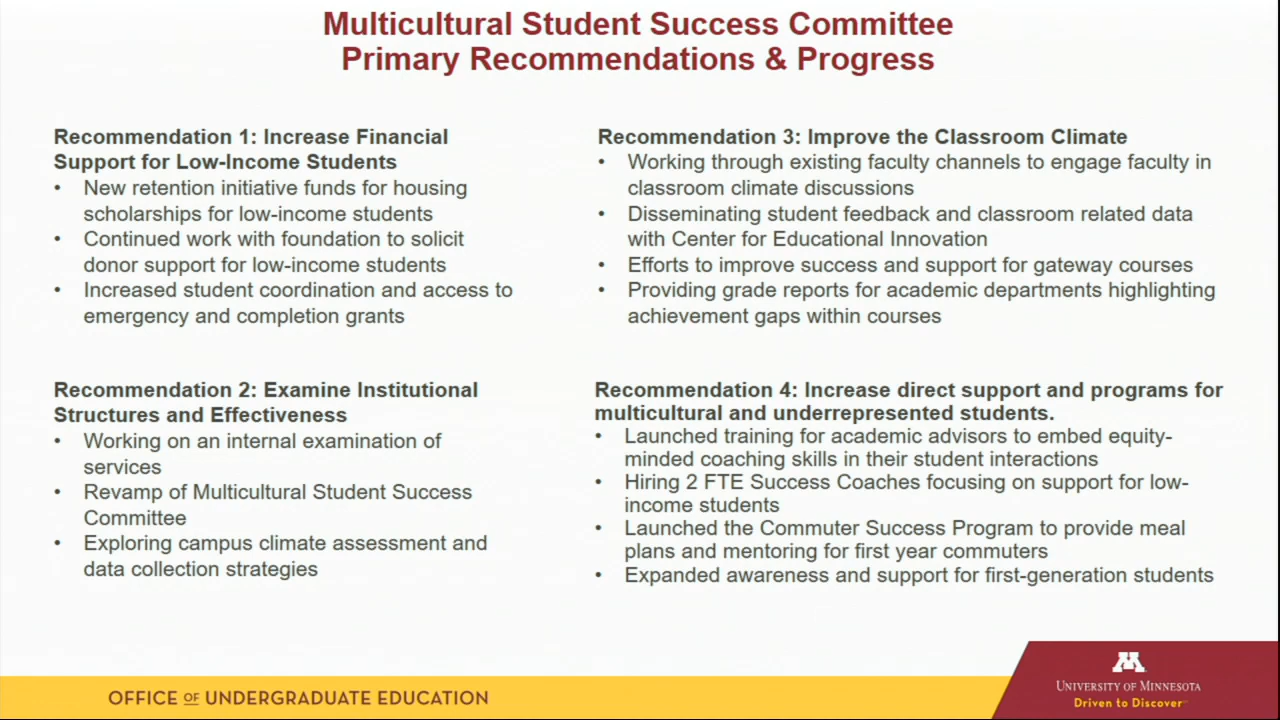 Multicultural Student Success Committee
Primary Recommendations & Progress
Recommendation 1: Increase Financial
Support for Low-Income Students
• New retention initiative funds for housing
scholarships for low-income students
• Continued work with foundation to solicit
donor support for low-income students
• Increased student coordination and access to
emergency and completion grants
Recommendation 2: Examine Institutional
Structures and Effectiveness
• Working on an internal examination of
services
• Revamp of Multicultural Student Success
Committee
• Exploring campus climate assessment and
data collection strategies
Recommendation 3: Improve the Classroom Climate
• Working through existing faculty channels to engage faculty in
classroom climate discussions
• Disseminating student feedback and classroom related data
with Center for Educational Innovation
• Efforts to improve success and support for gateway courses
• Providing grade reports for academic departments highlighting
achievement gaps within courses
Recommendation 4: Increase direct support and programs for
multicultural and underrepresented students.
• Launched training for academic advisors to embed equity-
minded coaching skills in their student interactions
• Hiring 2 FTE Success Coaches focusing on support for low-
income students
• Launched the Commuter Success Program to provide meal
plans and mentoring for first year commuters
• Expanded awareness and support for first-generation students
OFFICE OF UNDERGRADUATE EDUCATION
M
UNIVERSITY OF MINNESOTA
Driven to Discover